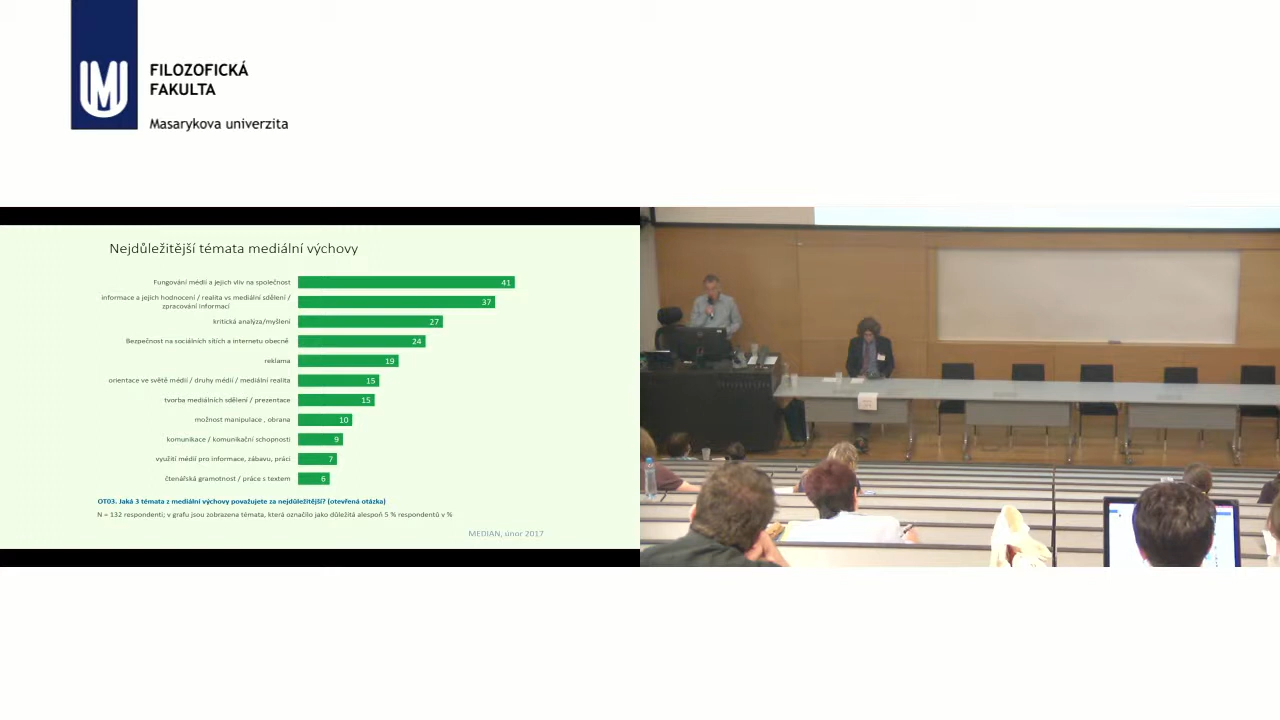 FILOZOFICKÁ
FAKULTA
Masarykova univerzita
Nejdůležitější témata mediální výchovy
Fungování médií a jejich vliv na společnost
41
informace a jejich hodnocení / realita vs mediální sdělení /
zpracování informací
37
kritická analýza/myšlení
27
Bezpečnost na sociálních sítích a internetu obecně
24
reklama
19
orientace ve světě médií / druhy médií / mediální realita
15
tvorba mediálních sdělení / prezentace
15
možnost manipulace , obrana
10
komunikace / komunikační schopnosti
9
využití médií pro informace, zábavu, práci
7
čtenářská gramotnost / práce s textem
6
OT03. Jaká 3 témata z mediální výchovy považujete za nejdůležitější? (otevřená otázka)
N = 132 respondentů; v grafu jsou zobrazena témata, která označilo jako důležitá alespoň 5 % respondentů v %
MEDIAN, únor 2017